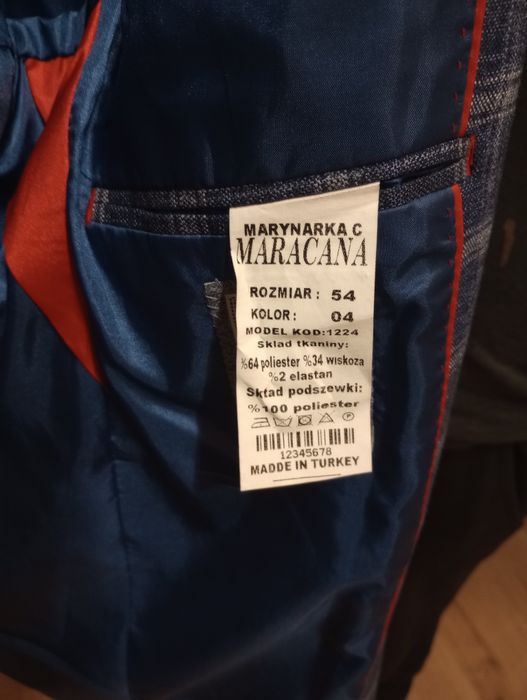 MARYNARKA C
MARACANA
ROZMIAR: 54
KOLOR: 04
MODEL KOD:1224
Skład tkaniny:
%64 poliester %34 wiskoza
%2 elastan
Skład podszewki:
%100 poliester
12345678
MADDE IN TURKEY